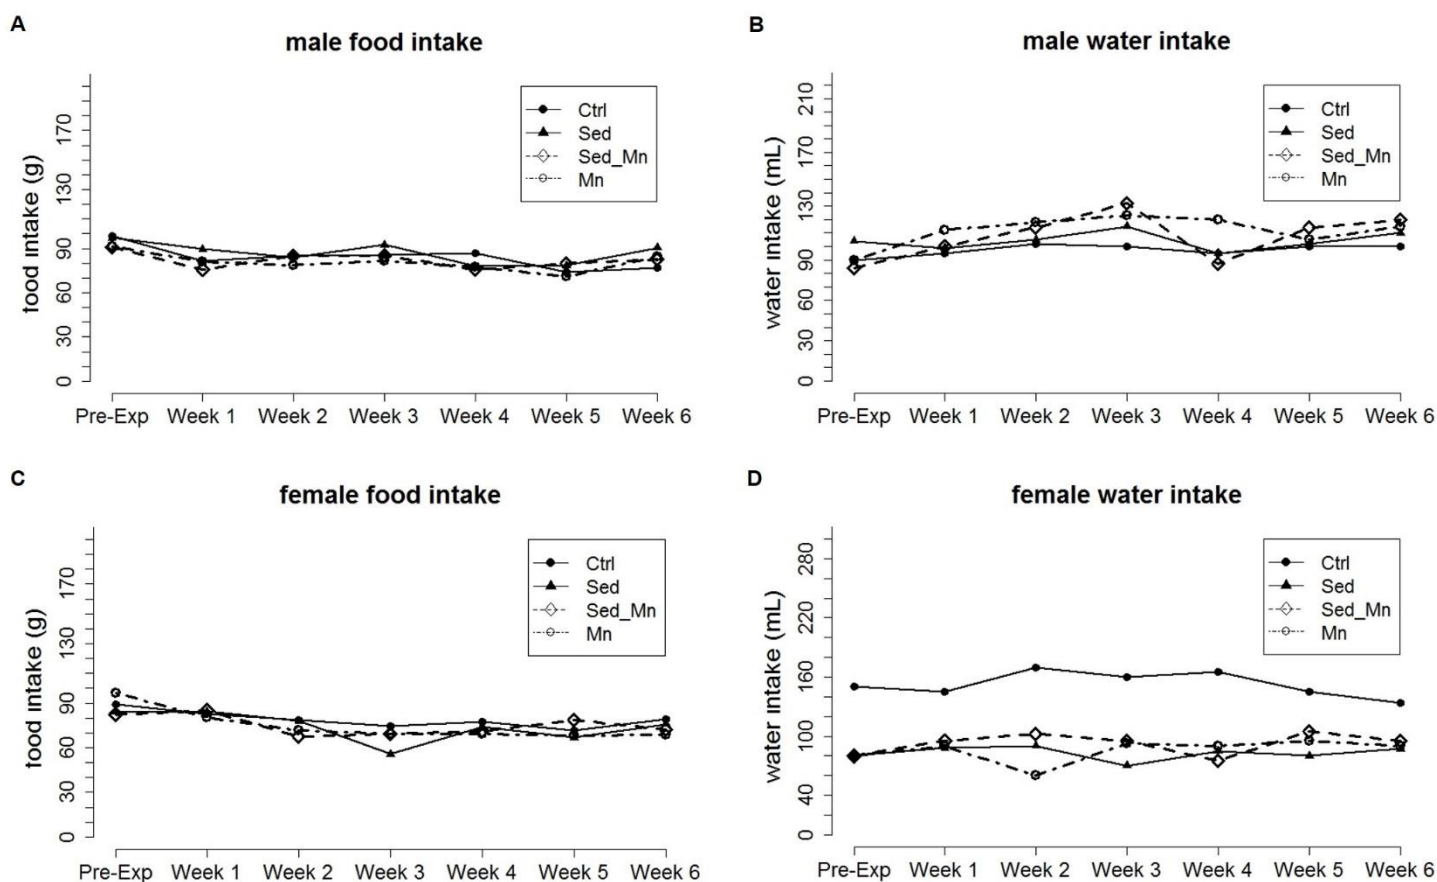 A
male food intake
food intake (g)
0 30 60 90 130 170
Ctrl
Sed
Sed_Mn
Mn
Pre-Exp Week 1 Week 2 Week 3 Week 4 Week 5 Week 6
B
male water intake
water intake (mL)
0 30 60 90 130 170 210
Ctrl
Sed
Sed_Mn
Mn
Pre-Exp Week 1 Week 2 Week 3 Week 4 Week 5 Week 6
C
female food intake
food intake (g)
0 30 60 90 130 170
Ctrl
Sed
Sed_Mn
Mn
Pre-Exp Week 1 Week 2 Week 3 Week 4 Week 5 Week 6
D
female water intake
water intake (mL)
0 40 100 160 220 280
Ctrl
Sed
Sed_Mn
Mn
Pre-Exp Week 1 Week 2 Week 3 Week 4 Week 5 Week 6